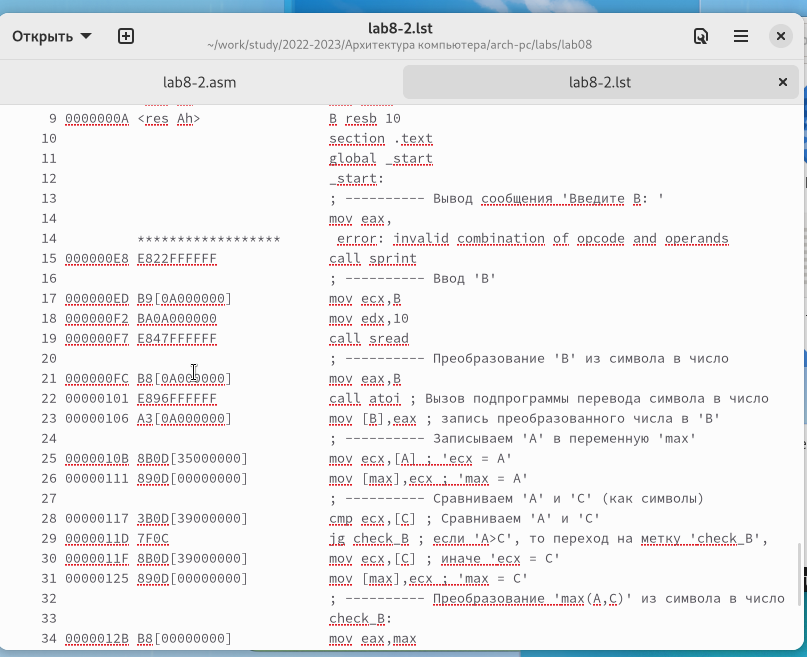 Открыть
lab8-2.lst
~/work/study/2022-2023/Архитектура компьютера/arch-pc/labs/lab08
lab8-2.asm
lab8-2.lst
9 0000000A <res Ah> B resb 10
10 section .text
11 global _start
12 _start:
13 ; ---------- Вывод сообщения 'Введите B: '
14 mov eax,
14 ****************** error: invalid combination of opcode and operands
15 000000E8 E822FFFFFF call sprint
16 ; ---------- Ввод 'B'
17 000000ED B9[0A000000] mov ecx,B
18 000000F2 BA0A000000 mov edx,10
19 000000F7 E847FFFFFF call sread
20 ; ---------- Преобразование 'B' из символа в число
21 000000FC B8[0A000000] mov eax,B
22 00000101 E896FFFFFF call atoi ; Вызов подпрограммы перевода символа в число
23 00000106 A3[0A000000] mov [B],eax ; запись преобразованного числа в 'B'
24 ; ---------- Записываем 'A' в переменную 'max'
25 0000010B 8B0D[35000000] mov ecx,[A] ; 'ecx = A'
26 00000111 890D[00000000] mov [max],ecx ; 'max = A'
27 ; ---------- Сравниваем 'A' и 'C' (как символы)
28 00000117 3B0D[39000000] cmp ecx,[C] ; Сравниваем 'A' и 'C'
29 0000011D 7F0C jg check_B ; если 'A>C', то переход на метку 'check_B',
30 0000011F 8B0D[39000000] mov ecx,[C] ; иначе 'ecx = C'
31 00000125 890D[00000000] mov [max],ecx ; 'max = C'
32 ; ---------- Преобразование 'max(A,C)' из символа в число
33 check_B:
34 0000012B B8[00000000] mov eax,max